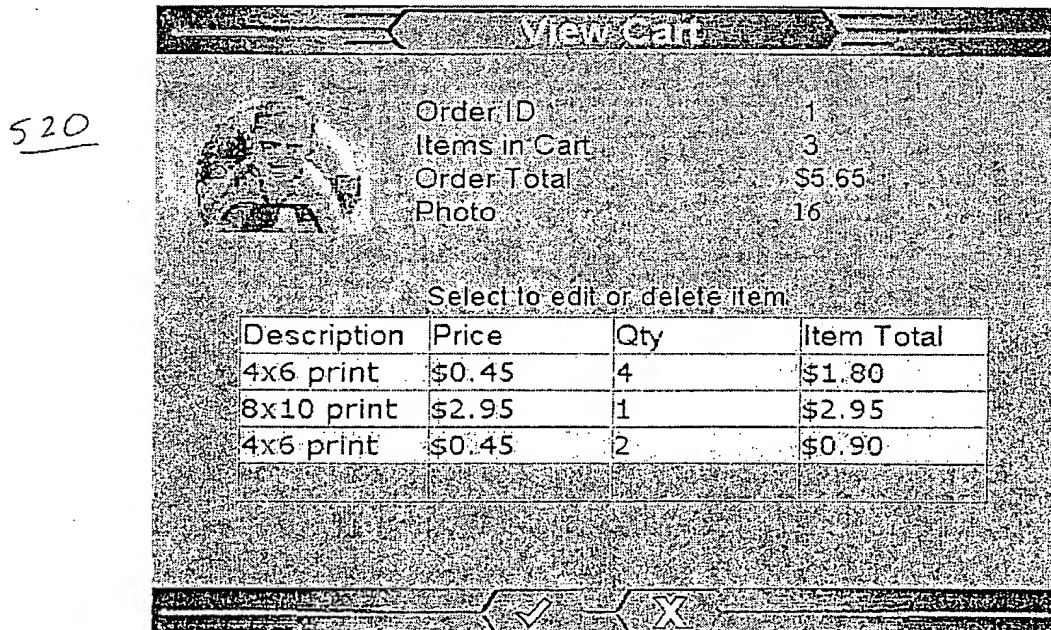 View Cart
520
Order ID 1
Items in Cart 3
Order Total $5.65
Photo 16
Select to edit or delete item
Description Price Qty Item Total
4x6 print $0.45 4 $1.80
8x10 print $2.95 1 $2.95
4x6 print $0.45 2 $0.90